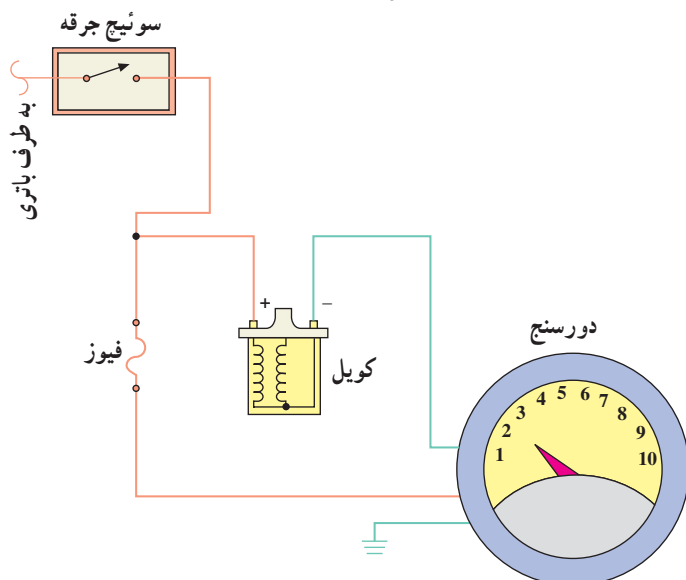 سوئیچ جرقه
به طرف باتری
+ −
فیوز
کویل
دورسنج
1 2 3 4 5 6 7 8 9 10